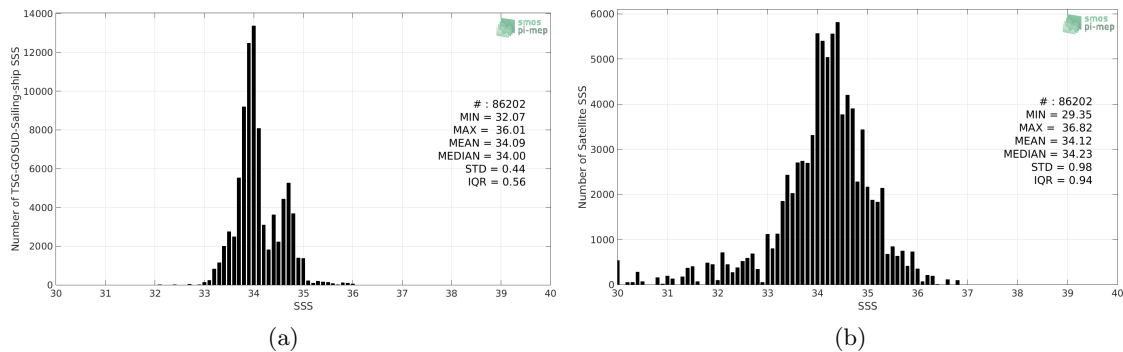 smos
pi-mep
14000
12000
10000
8000
6000
4000
2000
0
Number of TSG-GOSUD-Sailing-ship SSS
# : 86202
MIN = 32.07
MAX = 36.01
MEAN = 34.09
MEDIAN = 34.00
STD = 0.44
IQR = 0.56
30 31 32 33 34 35 36 37 38 39 40
SSS
(a)
smos
pi-mep
6000
5000
4000
3000
2000
1000
0
Number of Satellite SSS
# : 86202
MIN = 29.35
MAX = 36.82
MEAN = 34.12
MEDIAN = 34.23
STD = 0.98
IQR = 0.94
30 31 32 33 34 35 36 37 38 39 40
SSS
(b)